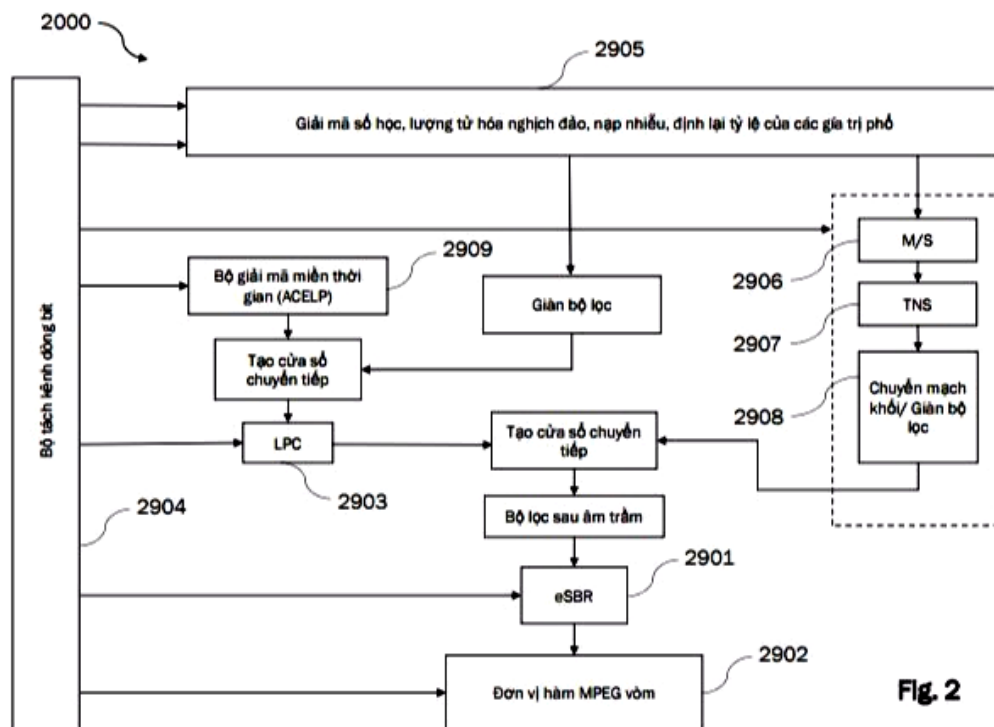 2000
2905
Giải mã số học, lượng tử hóa nghịch đảo, nạp nhiễu, định lại tỷ lệ của các gía trị phổ
Bộ tách kênh dòng bit
2909
Bộ giải mã miền thời
gian (ACELP)
Giàn bộ lọc
M/S
2906
TNS
2907
Tạo cửa sổ
chuyển tiếp
Chuyển mạch
khối/ Giàn bộ
lọc
2908
LPC
2903
Tạo cửa sổ chuyển
tiếp
2904
Bộ lọc sau âm trầm
2901
eSBR
2902
Đơn vị hàm MPEG vòm
Fig. 2